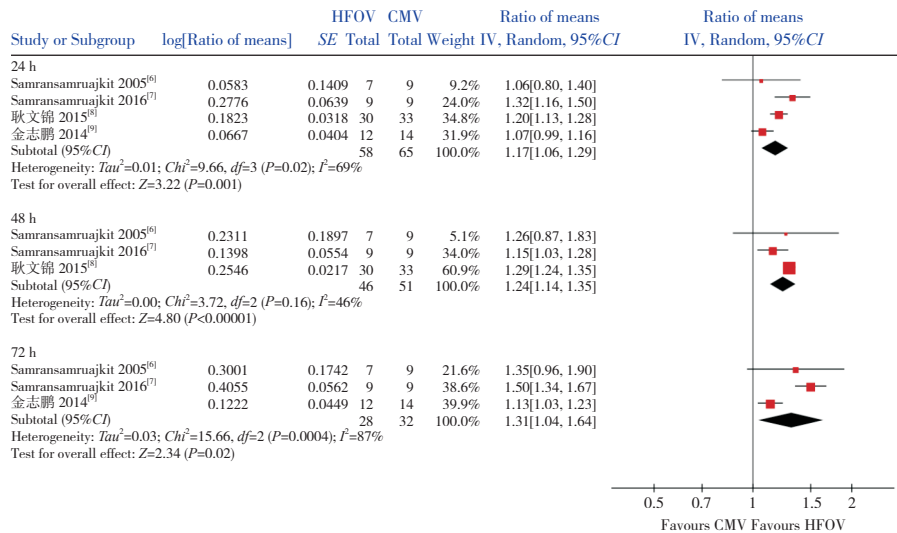 HFOV CMV Ratio of means Ratio of means
Study or Subgroup log[Ratio of means] SE Total Total Weight IV, Random, 95%CI IV, Random, 95%CI
24 h
Samransamruajkit 2005[6] 0.0583 0.1409 7 9 9.2% 1.06[0.80, 1.40]
Samransamruajkit 2016[7] 0.2776 0.0639 9 9 24.0% 1.32[1.16, 1.50]
耿文锦 2015[8] 0.1823 0.0318 30 33 34.8% 1.20[1.13, 1.28]
金志鹏 2014[9] 0.0667 0.0404 12 14 31.9% 1.07[0.99, 1.16]
Subtotal (95%CI) 58 65 100.0% 1.17[1.06, 1.29]
Heterogeneity: Tau²=0.01; Chi²=9.66, df=3 (P=0.02); I²=69%
Test for overall effect: Z=3.22 (P=0.001)
48 h
Samransamruajkit 2005[6] 0.2311 0.1897 7 9 5.1% 1.26[0.87, 1.83]
Samransamruajkit 2016[7] 0.1398 0.0554 9 9 34.0% 1.15[1.03, 1.28]
耿文锦 2015[8] 0.2546 0.0217 30 33 60.9% 1.29[1.24, 1.35]
Subtotal (95%CI) 46 51 100.0% 1.24[1.14, 1.35]
Heterogeneity: Tau²=0.00; Chi²=3.72, df=2 (P=0.16); I²=46%
Test for overall effect: Z=4.80 (P<0.00001)
72 h
Samransamruajkit 2005[6] 0.3001 0.1742 7 9 21.6% 1.35[0.96, 1.90]
Samransamruajkit 2016[7] 0.4055 0.0562 9 9 38.6% 1.50[1.34, 1.67]
金志鹏 2014[9] 0.1222 0.0449 12 14 39.9% 1.13[1.03, 1.23]
Subtotal (95%CI) 28 32 100.0% 1.31[1.04, 1.64]
Heterogeneity: Tau²=0.03; Chi²=15.66, df=2 (P=0.0004); I²=87%
Test for overall effect: Z=2.34 (P=0.02)
0.5 0.7 1 1.5 2
Favours CMV Favours HFOV